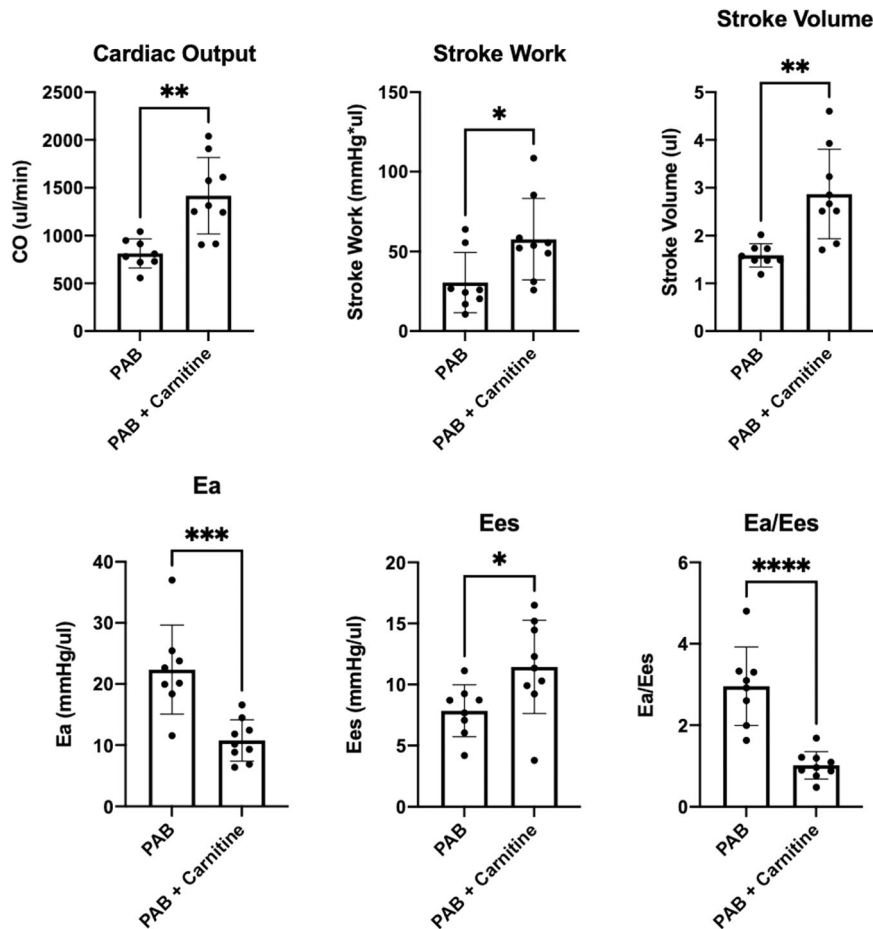 Cardiac Output
**
2500
2000
1500
1000
500
0
CO (ul/min)
PAB
PAB + Carnitine
Stroke Work
*
150
100
50
0
Stroke Work (mmHg*ul)
PAB
PAB + Carnitine
Stroke Volume
**
5
4
3
2
1
0
Stroke Volume (ul)
PAB
PAB + Carnitine
Ea
***
40
30
20
10
0
Ea (mmHg/ul)
PAB
PAB + Carnitine
Ees
*
20
15
10
5
0
Ees (mmHg/ul)
PAB
PAB + Carnitine
Ea/Ees
****
6
4
2
0
Ea/Ees
PAB
PAB + Carnitine